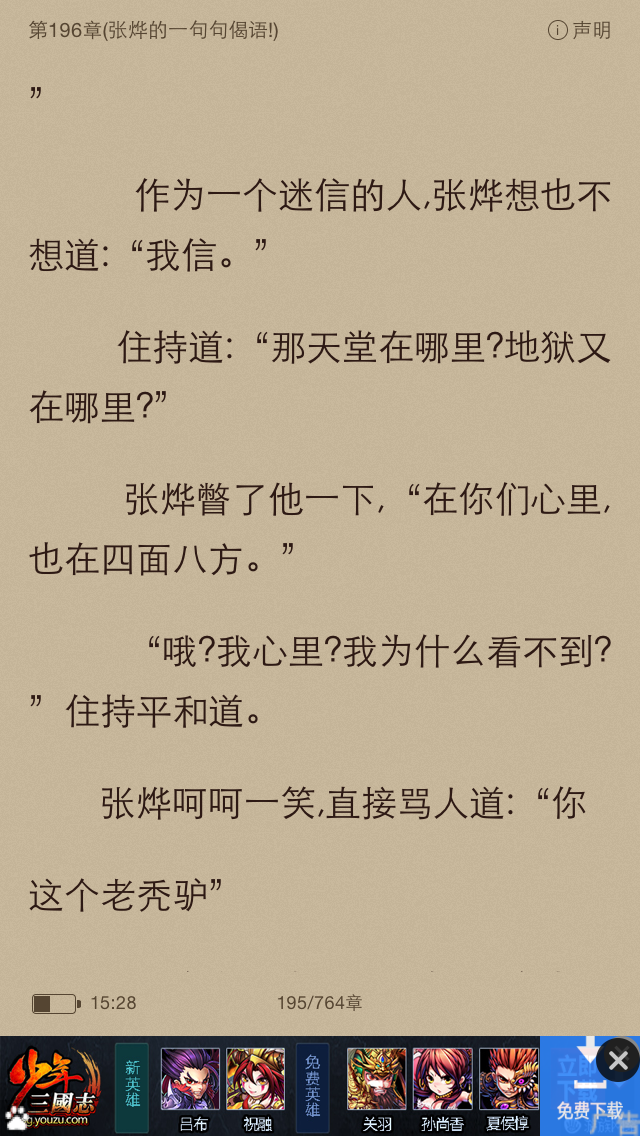 第196章(张烨的一句句偈语!)
声明
”
作为一个迷信的人,张烨想也不
想道：“我信。”
住持道：“那天堂在哪里?地狱又
在哪里?”
张烨瞥了他一下,“在你们心里,
也在四面八方。”
“哦?我心里?我为什么看不到?
”住持平和道。
张烨呵呵一笑,直接骂人道：“你
这个老秃驴”
15:28
195/764章
少年
三國志
g.youzu.com
新英雄
吕布
祝融
免费英雄
关羽
孙尚香
夏侯惇
免费下载
广告